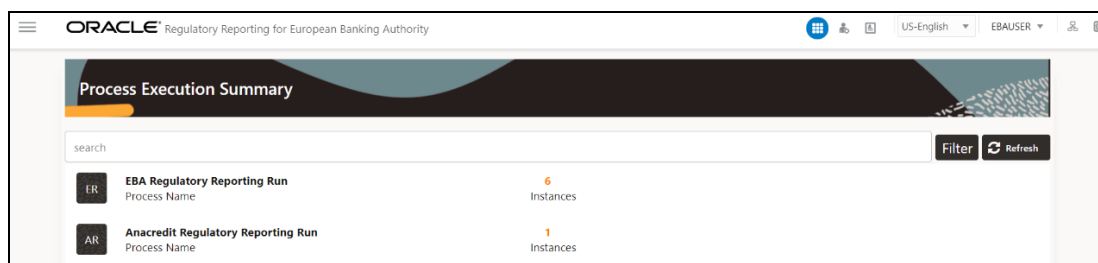 ORACLE® Regulatory Reporting for European Banking Authority US-English EBAUSER
Process Execution Summary
search Filter Refresh
ER EBA Regulatory Reporting Run 6
Process Name Instances
AR Anacredit Regulatory Reporting Run 1
Process Name Instances